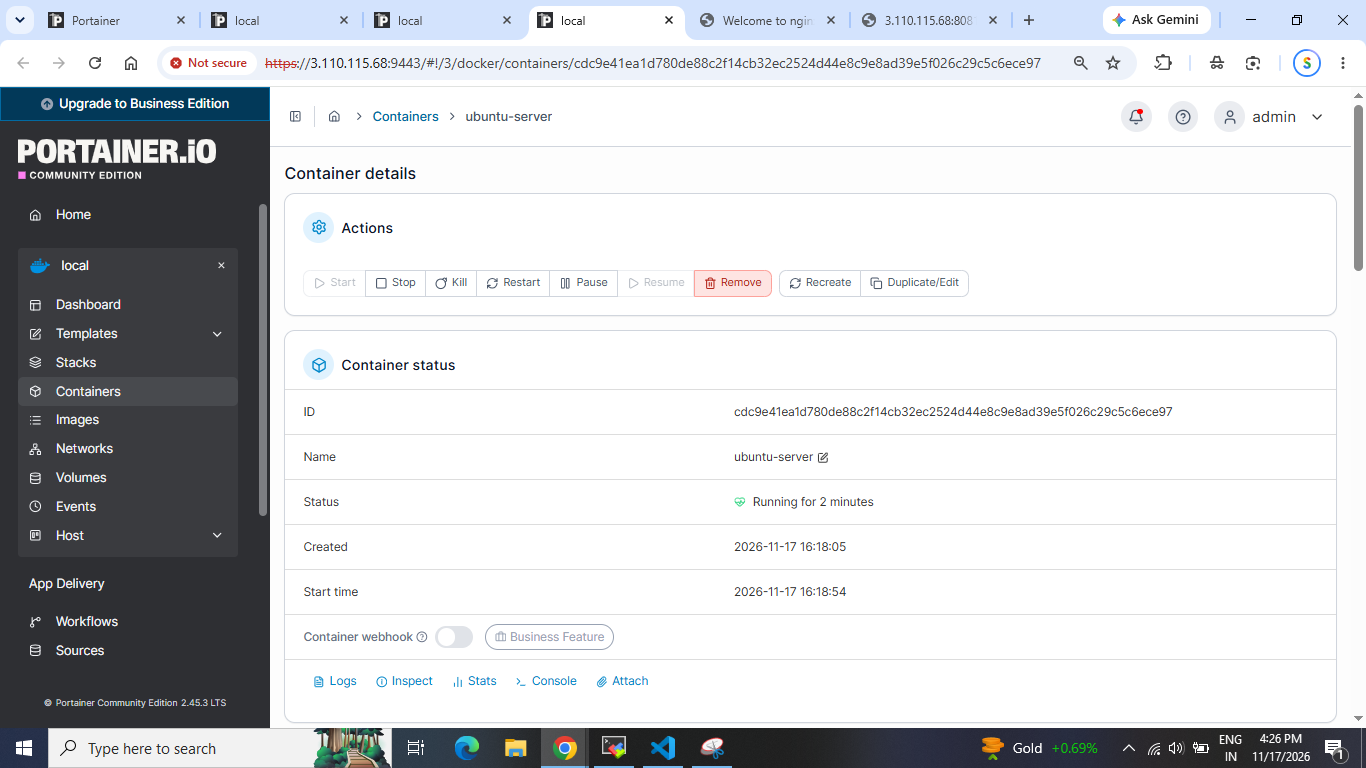 Portainer
local
local
local
Welcome to ngin
3.110.115.68:808
Ask Gemini
Not secure
https://3.110.115.68:9443/#!/3/docker/containers/cdc9e41ea1d780de88c2f14cb32ec2524d44e8c9e8ad39e5f026c29c5c6ece97
S
Upgrade to Business Edition
PORTAINER.iO
COMMUNITY EDITION
Home
local
Dashboard
Templates
Stacks
Containers
Images
Networks
Volumes
Events
Host
App Delivery
Workflows
Sources
© Portainer Community Edition 2.45.3 LTS
Containers
ubuntu-server
admin
Container details
Actions
Start
Stop
Kill
Restart
Pause
Resume
Remove
Recreate
Duplicate/Edit
Container status
ID
cdc9e41ea1d780de88c2f14cb32ec2524d44e8c9e8ad39e5f026c29c5c6ece97
Name
ubuntu-server
Status
Running for 2 minutes
Created
2026-11-17 16:18:05
Start time
2026-11-17 16:18:54
Container webhook
Business Feature
Logs
Inspect
Stats
Console
Attach
Type here to search
Gold +0.69%
ENG
IN
4:26 PM
11/17/2026
1